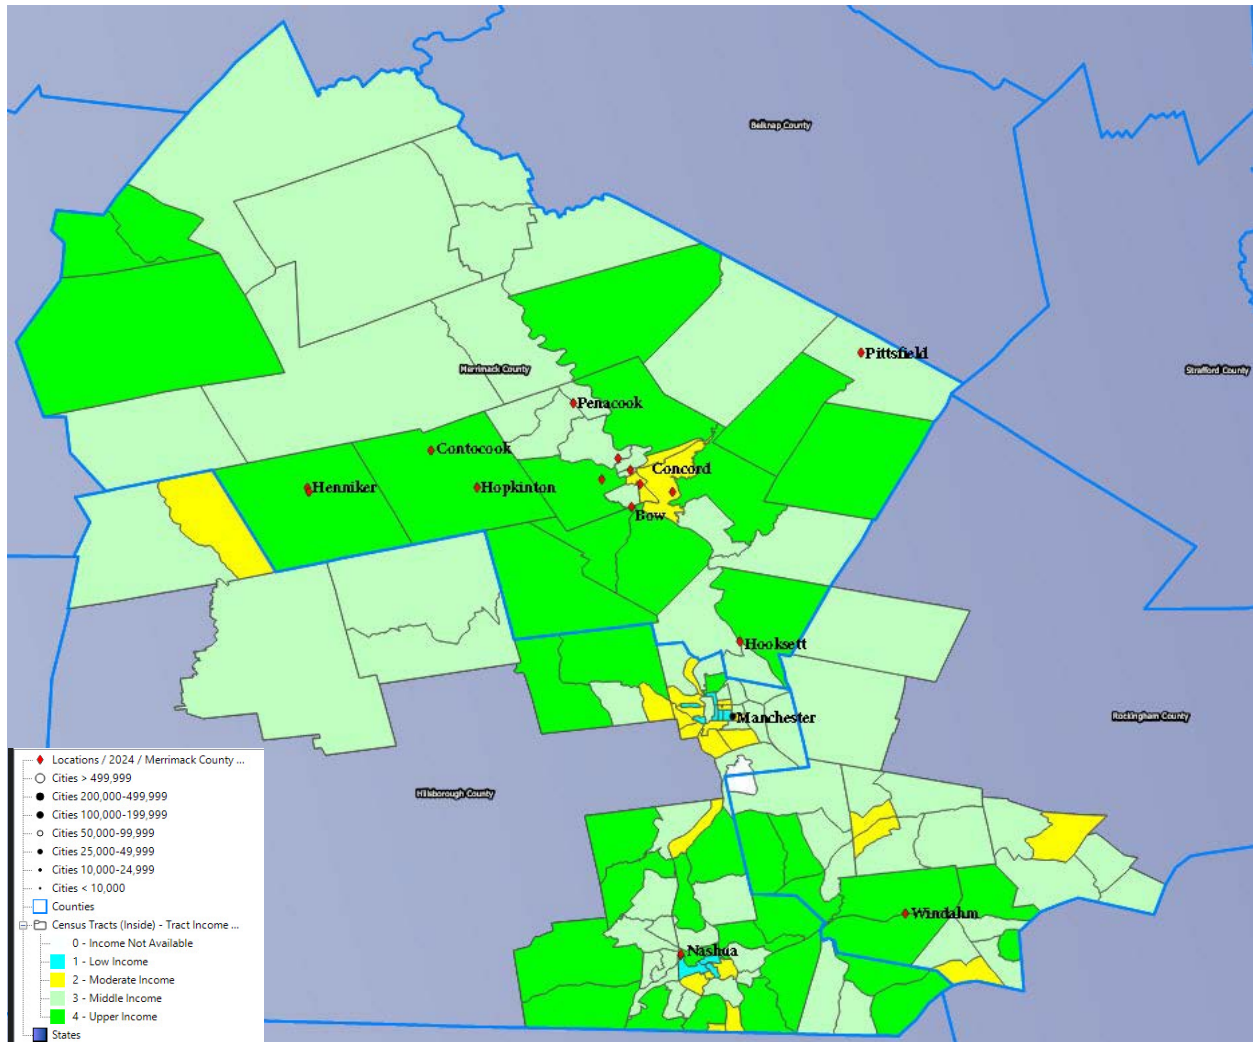 Belknap County
Pittsfield
Merrimack County
Strafford County
Penacook
Contocook
Concord
Henniker
Hopkinton
Bow
Hooksett
Manchester
Rockingham County
Locations / 2024 / Merrimack County ...
Cities > 499,999
Cities 200,000-499,999
Cities 100,000-199,999
Cities 50,000-99,999
Cities 25,000-49,999
Cities 10,000-24,999
Cities < 10,000
Counties
Census Tracts (Inside) - Tract Income ...
0 - Income Not Available
1 - Low Income
2 - Moderate Income
3 - Middle Income
4 - Upper Income
States
Hillsborough County
Windahm
Nashua